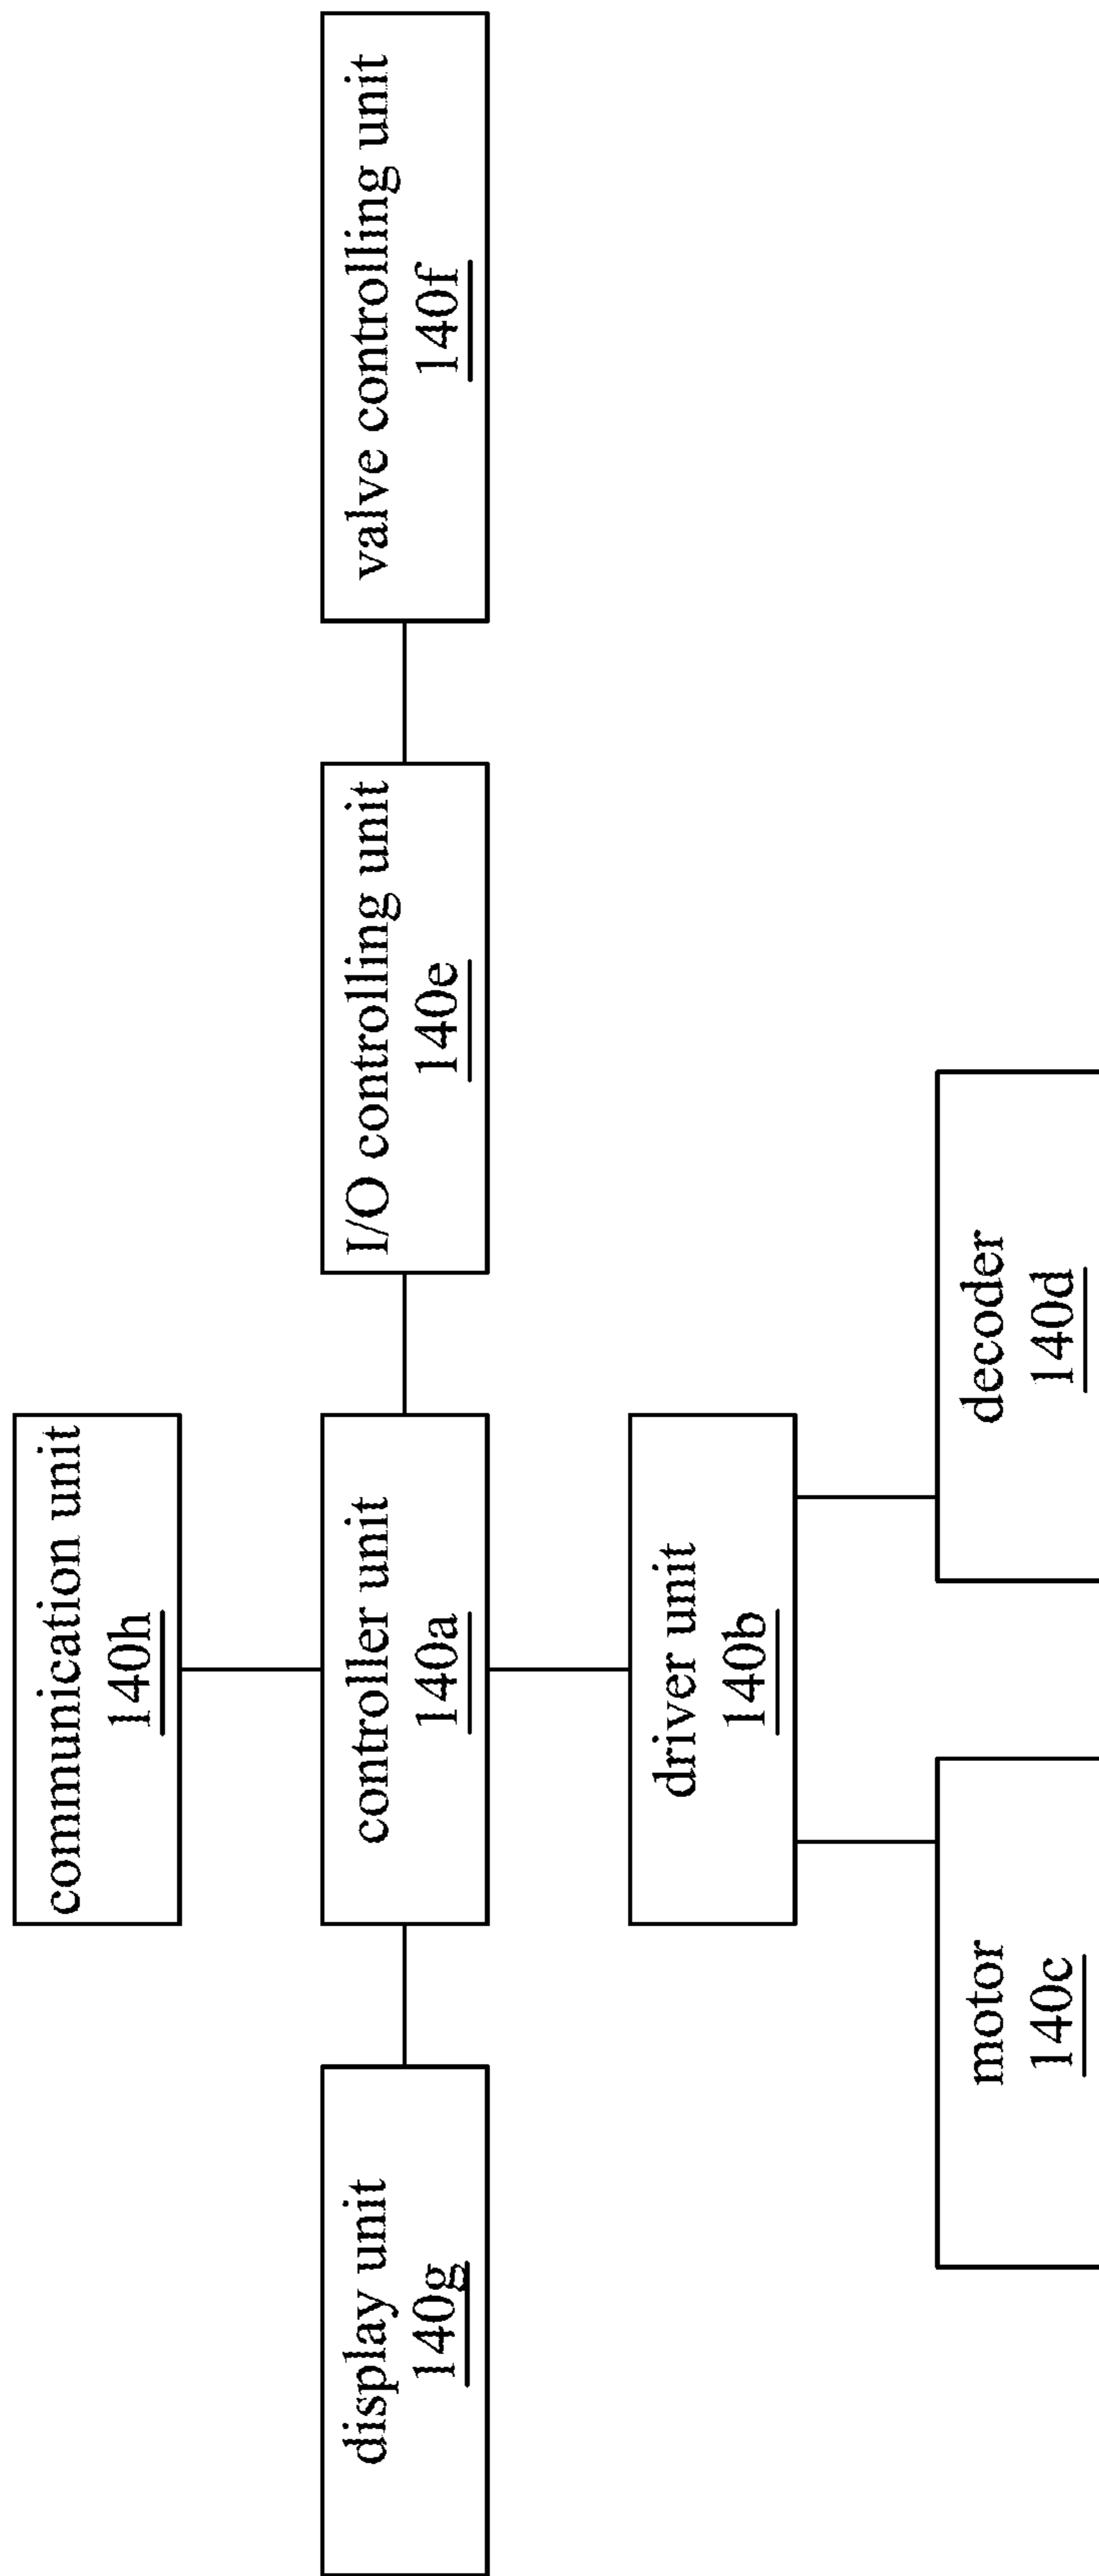 communication unit
140h
display unit
140g
controller unit
140a
I/O controlling unit
140e
valve controlling unit
140f
driver unit
140b
motor
140c
decoder
140d